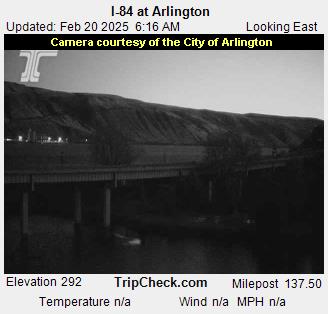 I-84 at Arlington
Updated: Feb 20 2025 6:16 AM Looking East
Camera courtesy of the City of Arlington
Elevation 292 TripCheck.com Milepost 137.50
Temperature n/a Wind n/a MPH n/a